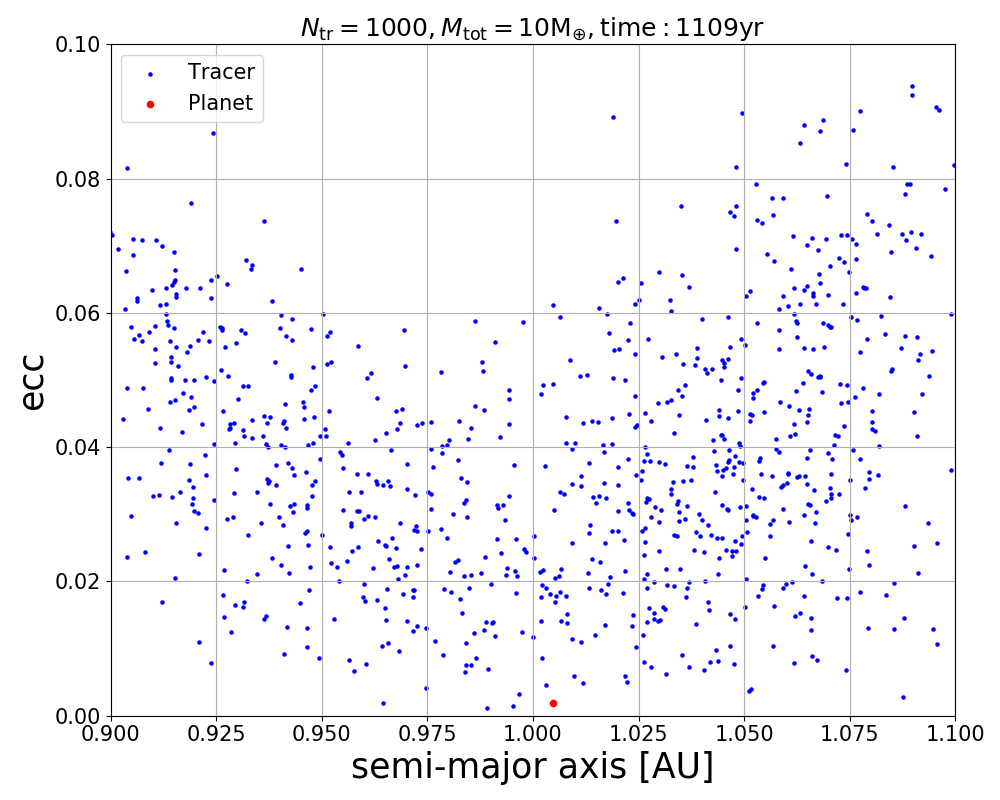 N_tr = 1000, M_tot = 10M_⊕, time : 1109yr
0.10
Tracer
Planet
0.08
0.06
ecc
0.04
0.02
0.00
0.900 0.925 0.950 0.975 1.000 1.025 1.050 1.075 1.100
semi-major axis [AU]